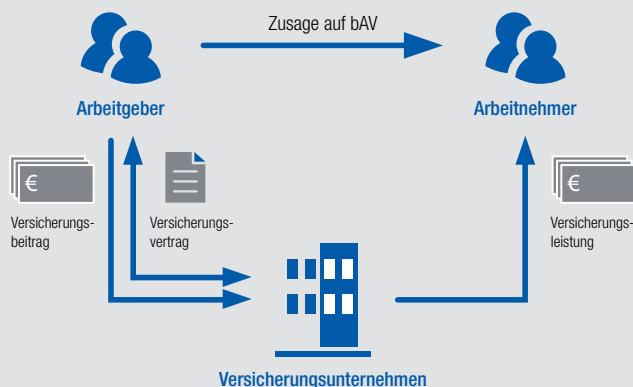 Zusage auf bAV
Arbeitgeber
Arbeitnehmer
€
€
Versicherungs-
beitrag
Versicherungs-
vertrag
Versicherungs-
leistung
Versicherungsunternehmen